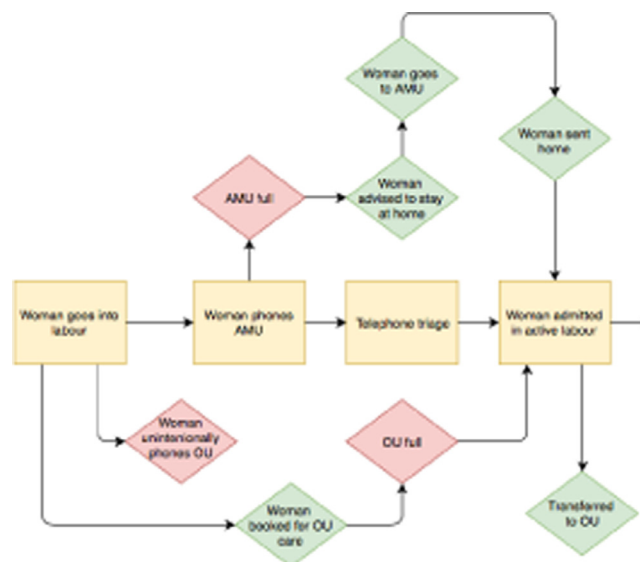 Woman goes
to AMU
Woman sent
home
AMU full
Woman
advised to stay
at home
Woman goes into
labour
Woman phones
AMU
Telephone triage
Woman admitted
in active labour
Woman
unintenionally
phones OU
OU full
Woman
booked for OU
care
Transferred
to OU